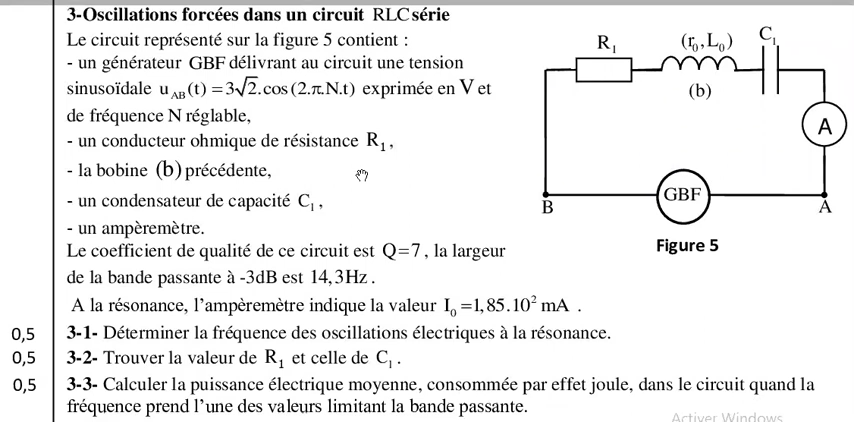 3-Oscillations forcées dans un circuit RLC série
Le circuit représenté sur la figure 5 contient :
- un générateur GBF délivrant au circuit une tension
sinusoïdale u_AB(t) = 3√2.cos(2.π.N.t) exprimée en V et
de fréquence N réglable,
- un conducteur ohmique de résistance R₁,
- la bobine (b) précédente,
- un condensateur de capacité C₁,
- un ampèremètre.
Le coefficient de qualité de ce circuit est Q=7, la largeur
de la bande passante à -3dB est 14,3Hz.
A la résonance, l'ampèremètre indique la valeur I₀=1,85.10² mA .
0,5 3-1- Déterminer la fréquence des oscillations électriques à la résonance.
0,5 3-2- Trouver la valeur de R₁ et celle de C₁.
0,5 3-3- Calculer la puissance électrique moyenne, consommée par effet joule, dans le circuit quand la
fréquence prend l'une des valeurs limitant la bande passante.
R₁ (r₀,L₀) C₁
(b)
A
GBF
B A
Figure 5
Activer Windows